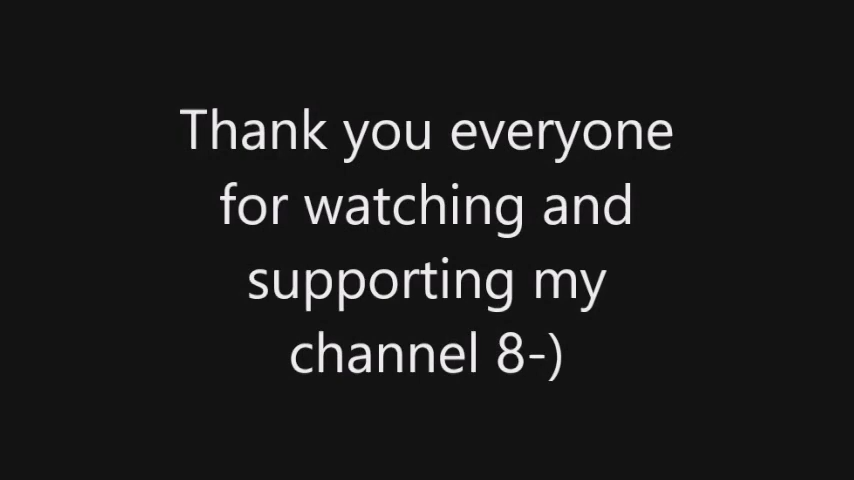 Thank you everyone
for watching and
supporting my
channel 8-)